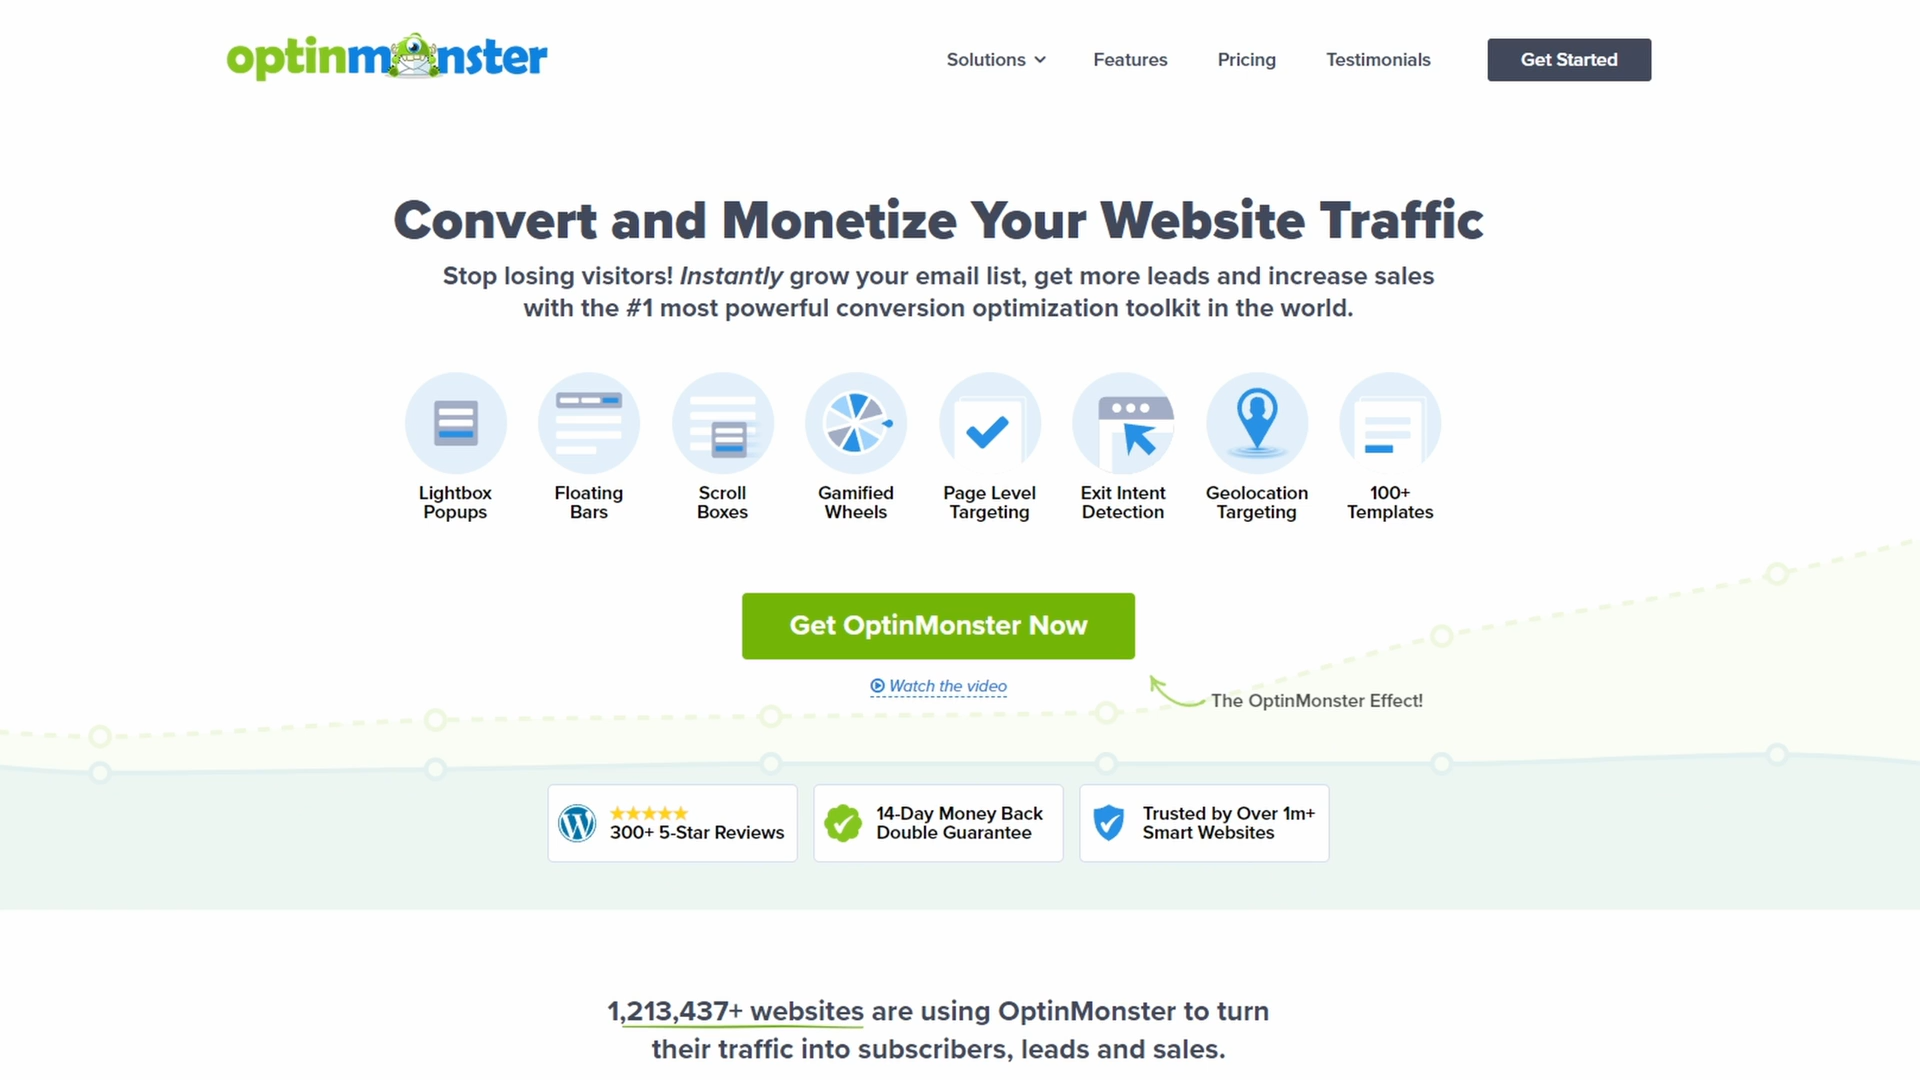 optinmonster
Solutions
Features
Pricing
Testimonials
Get Started
Convert and Monetize Your Website Traffic
Stop losing visitors! Instantly grow your email list, get more leads and increase sales
with the #1 most powerful conversion optimization toolkit in the world.
Lightbox
Popups
Floating
Bars
Scroll
Boxes
Gamified
Wheels
Page Level
Targeting
Exit Intent
Detection
Geolocation
Targeting
100+
Templates
Get OptinMonster Now
Watch the video
The OptinMonster Effect!
300+ 5-Star Reviews
14-Day Money Back
Double Guarantee
Trusted by Over 1m+
Smart Websites
1,213,437+ websites are using OptinMonster to turn
their traffic into subscribers, leads and sales.